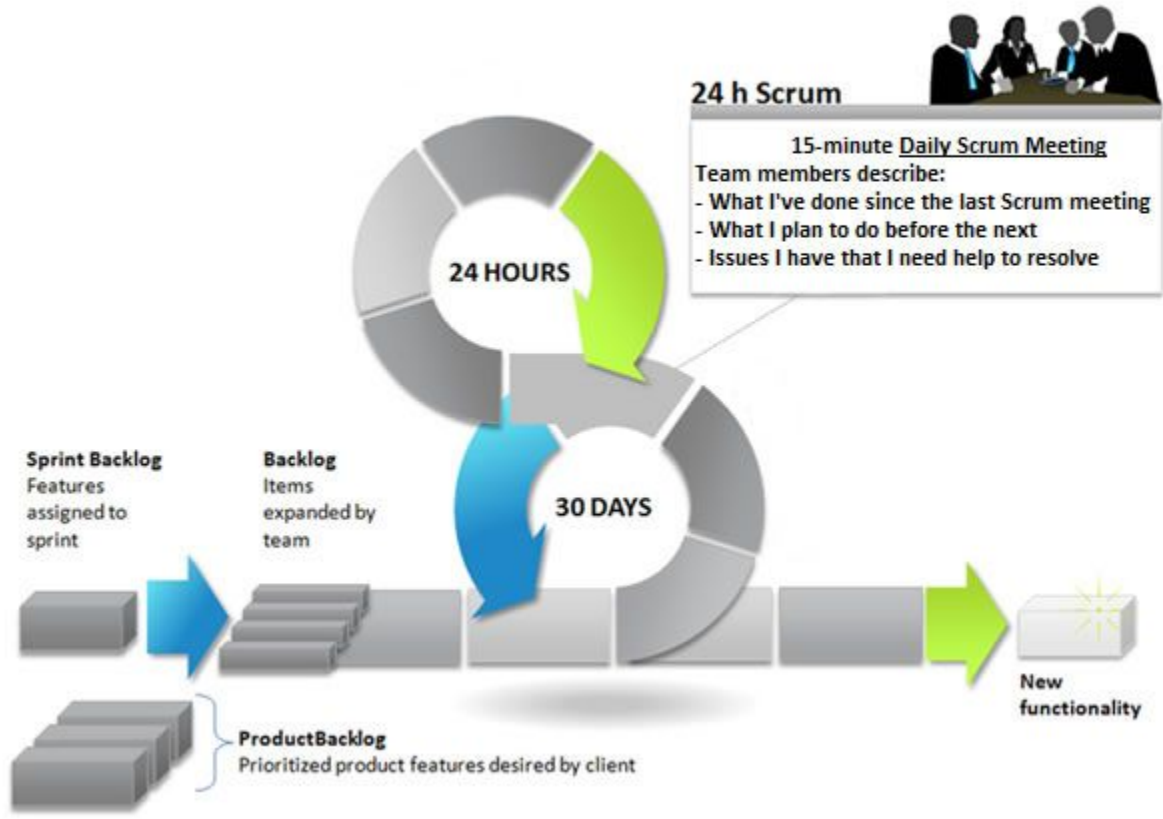 24 h Scrum
15-minute Daily Scrum Meeting
Team members describe:
- What I've done since the last Scrum meeting
- What I plan to do before the next
- Issues I have that I need help to resolve
24 HOURS
30 DAYS
Sprint Backlog
Features
assigned to
sprint
Backlog
Items
expanded by
team
New
functionality
ProductBacklog
Prioritized product features desired by client